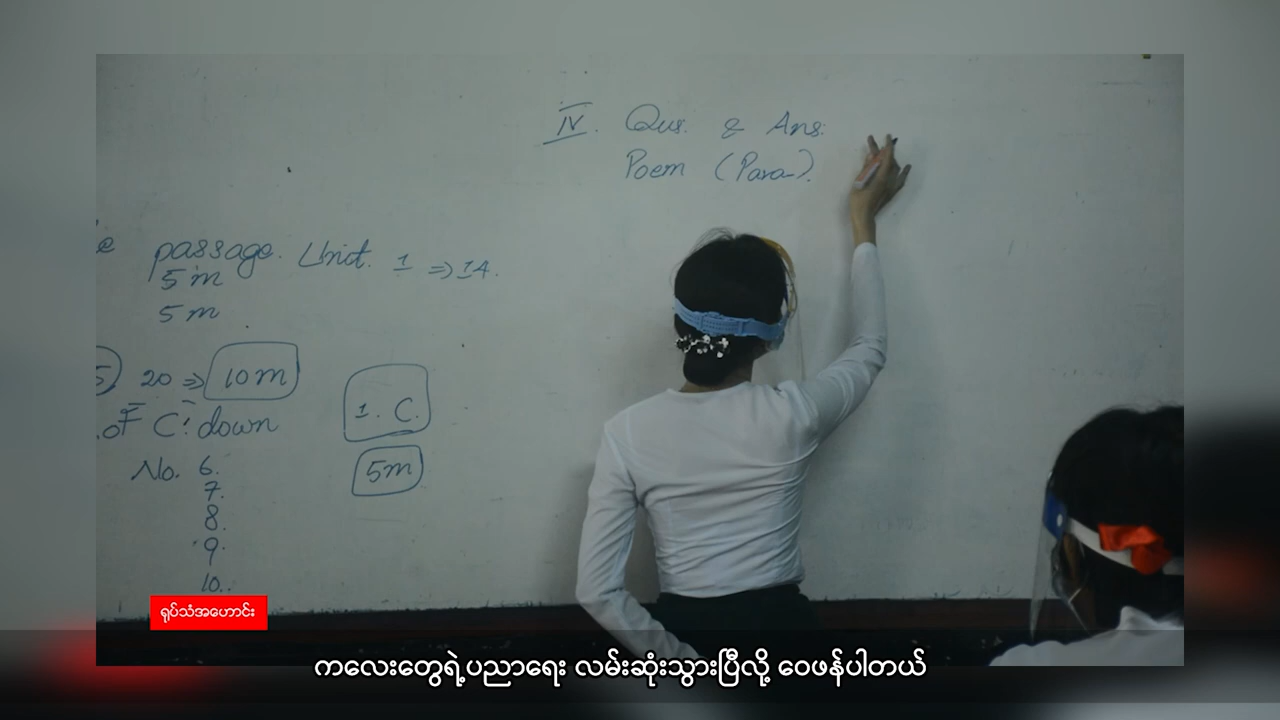 IV. Qus. & Ans:
Poem (Para-).
passage. Unit. 1 ⇒ 14.
5m
5m
20 ⇒ 10m
of C: down
1. C.
5m
No. 6.
7.
8.
9.
10.
ရုပ်သံအဟောင်း
ကလေးတွေရဲ့ပညာရေး လမ်းဆုံးသွားပြီလို့ ဝေဖန်ပါတယ်